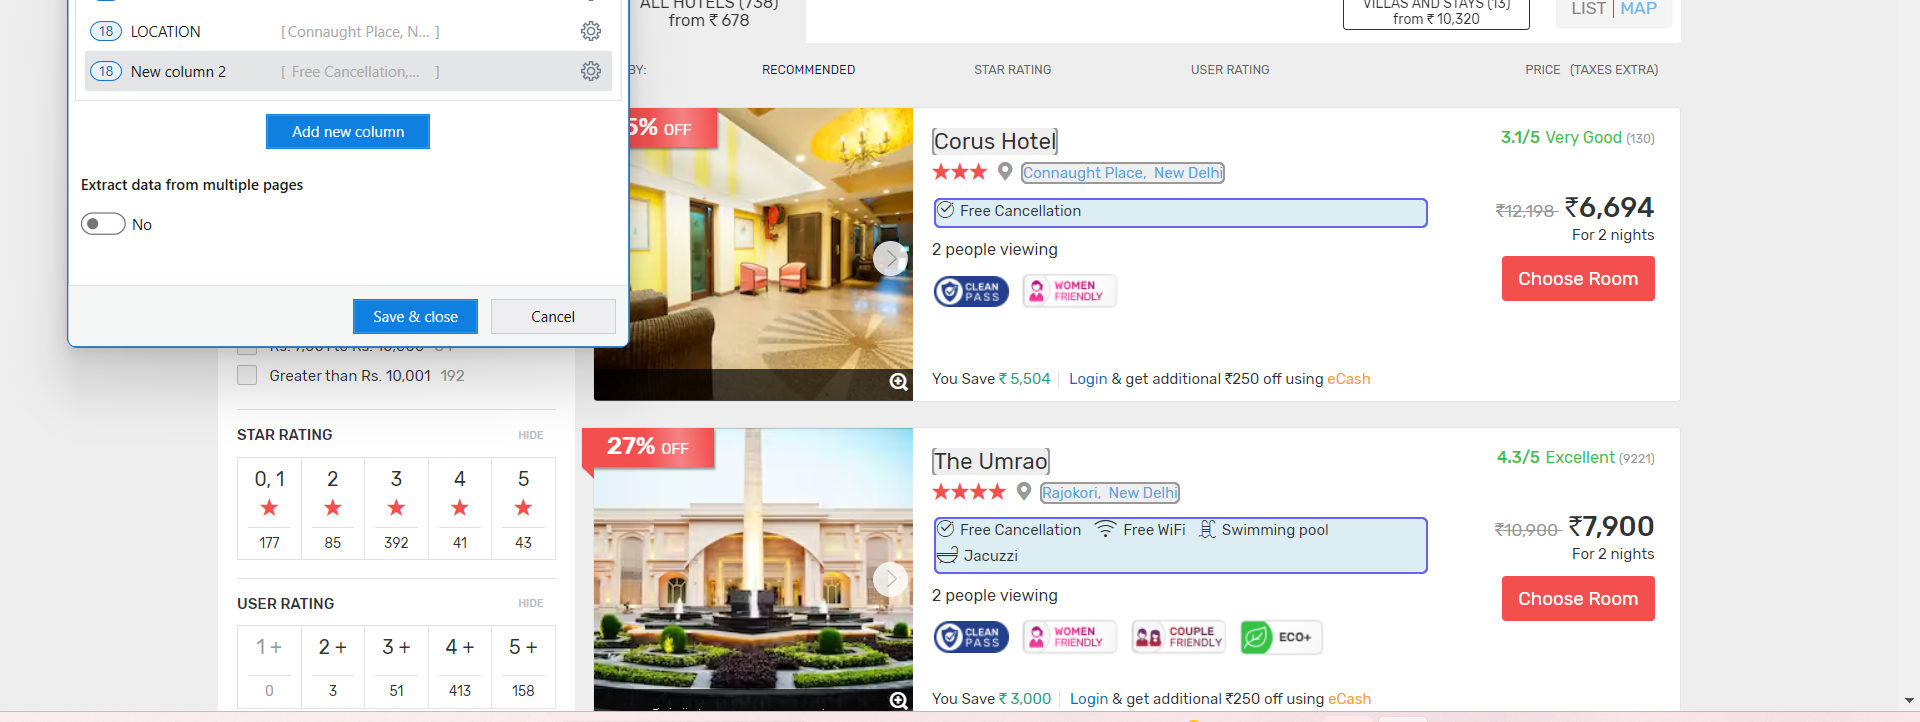 18 LOCATION [Connaught Place, N... ]
18 New column 2 [ Free Cancellation,... ]
Add new column
Extract data from multiple pages
No
Save & close Cancel
ALL HOTELS (738)
from ₹ 678
VILLAS AND STAYS (13)
from ₹ 10,320
LIST | MAP
BY: RECOMMENDED STAR RATING USER RATING PRICE (TAXES EXTRA)
Greater than Rs. 10,001 192
STAR RATING HIDE
0, 1 2 3 4 5
177 85 392 41 43
USER RATING HIDE
1 + 2 + 3 + 4 + 5 +
0 3 51 413 158
5% OFF
Corus Hotel
Connaught Place, New Delhi
Free Cancellation
2 people viewing
CLEAN PASS
WOMEN FRIENDLY
You Save ₹ 5,504 Login & get additional ₹250 off using eCash
3.1/5 Very Good (130)
₹12,198 ₹6,694
For 2 nights
Choose Room
27% OFF
The Umrao
Rajokori, New Delhi
Free Cancellation Free WiFi Swimming pool
Jacuzzi
2 people viewing
CLEAN PASS
WOMEN FRIENDLY
COUPLE FRIENDLY
ECO+
You Save ₹ 3,000 Login & get additional ₹250 off using eCash
4.3/5 Excellent (9221)
₹10,900 ₹7,900
For 2 nights
Choose Room